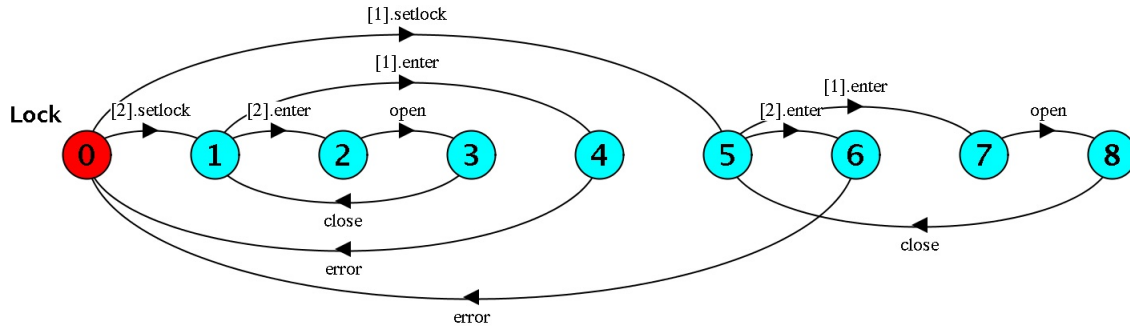 [1].setlock
[1].enter
[1].enter
Lock
[2].setlock
[2].enter
open
[2].enter
open
0
1
2
3
4
5
6
7
8
close
close
error
error